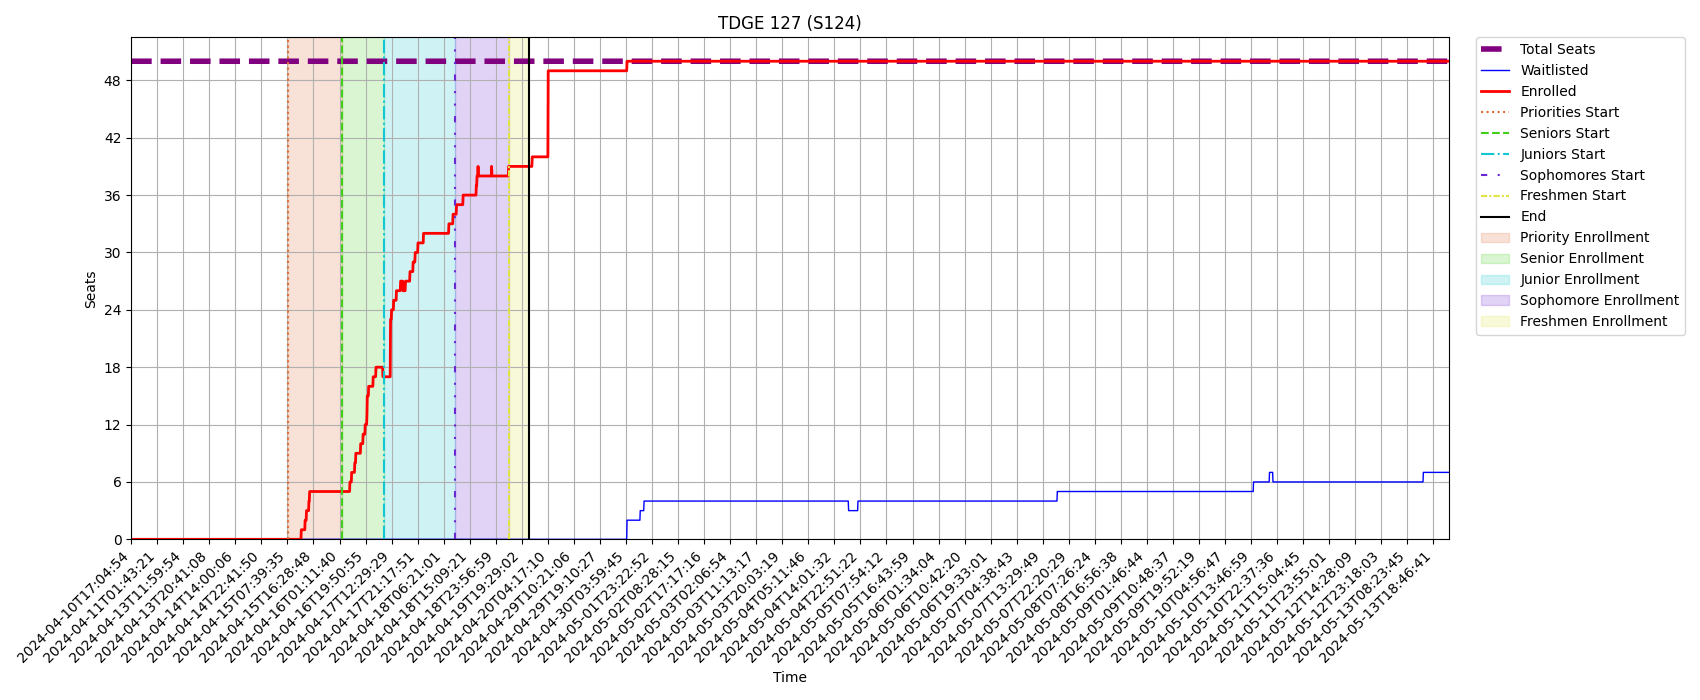 TDGE 127 (S124)
Total Seats
Waitlisted
Enrolled
Priorities Start
Seniors Start
Juniors Start
Sophomores Start
Freshmen Start
End
Priority Enrollment
Senior Enrollment
Junior Enrollment
Sophomore Enrollment
Freshmen Enrollment
Seats
48
42
36
30
24
18
12
6
0
2024-04-10T17:04:54
2024-04-11T01:43:21
2024-04-13T11:59:54
2024-04-13T20:41:08
2024-04-14T14:00:06
2024-04-14T22:41:50
2024-04-15T07:39:35
2024-04-15T16:28:48
2024-04-16T01:11:40
2024-04-16T19:50:55
2024-04-17T12:29:29
2024-04-17T21:17:51
2024-04-18T06:21:01
2024-04-18T15:09:21
2024-04-18T23:56:59
2024-04-19T19:29:02
2024-04-20T04:17:10
2024-04-29T10:21:06
2024-04-29T19:10:27
2024-04-30T03:59:45
2024-05-01T23:22:52
2024-05-02T08:28:15
2024-05-02T17:17:16
2024-05-03T02:06:54
2024-05-03T11:13:17
2024-05-03T20:03:19
2024-05-04T05:11:46
2024-05-04T14:01:32
2024-05-04T22:51:22
2024-05-05T07:54:12
2024-05-05T16:43:59
2024-05-06T01:34:04
2024-05-06T10:42:20
2024-05-06T19:33:01
2024-05-07T04:38:43
2024-05-07T13:29:49
2024-05-07T22:20:29
2024-05-08T07:26:24
2024-05-08T16:56:38
2024-05-09T01:46:44
2024-05-09T10:48:37
2024-05-09T19:52:19
2024-05-10T04:56:47
2024-05-10T13:46:59
2024-05-10T22:37:36
2024-05-11T15:04:45
2024-05-11T23:55:01
2024-05-12T14:28:09
2024-05-12T23:18:03
2024-05-13T08:23:45
2024-05-13T18:46:41
Time